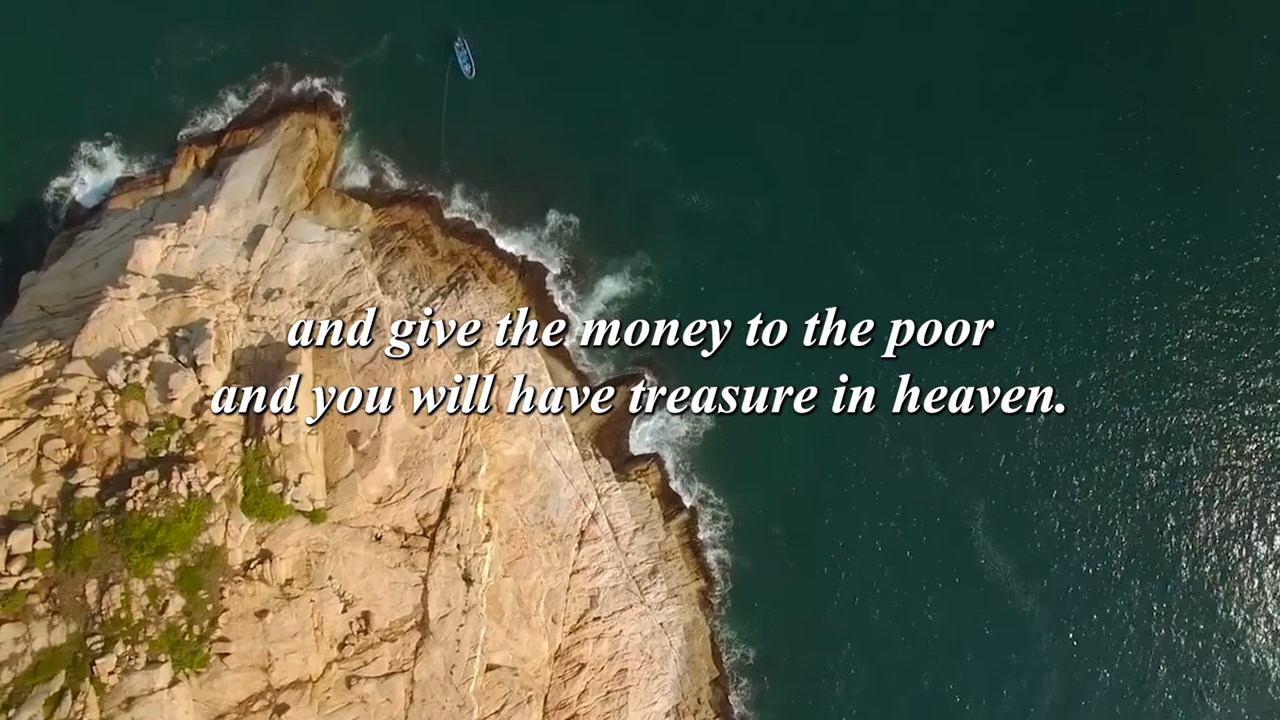 and give the money to the poor
and you will have treasure in heaven.